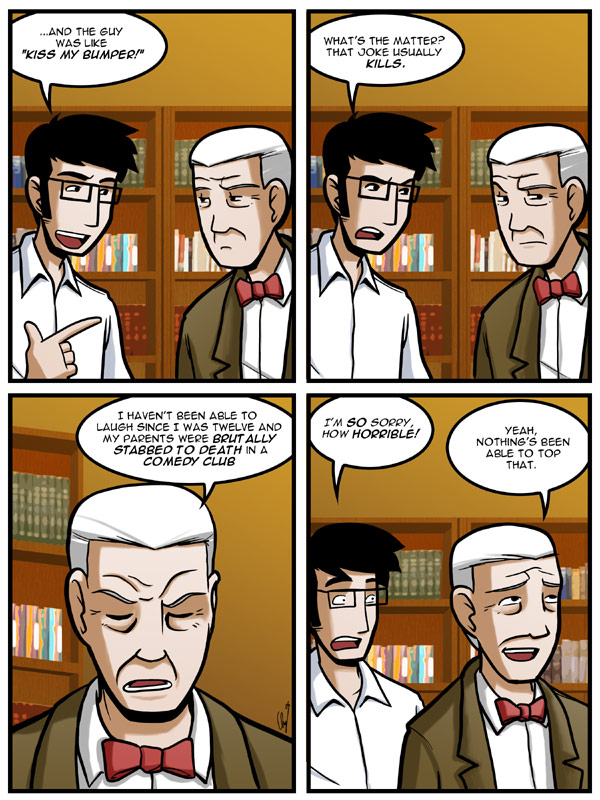 ...AND THE GUY
WAS LIKE
"KISS MY BUMPER!"
WHAT'S THE MATTER?
THAT JOKE USUALLY
KILLS.
I HAVEN'T BEEN ABLE TO
LAUGH SINCE I WAS TWELVE AND
MY PARENTS WERE BRUTALLY
STABBED TO DEATH IN A
COMEDY CLUB
I'M SO SORRY,
HOW HORRIBLE!
YEAH,
NOTHING'S BEEN
ABLE TO TOP
THAT.